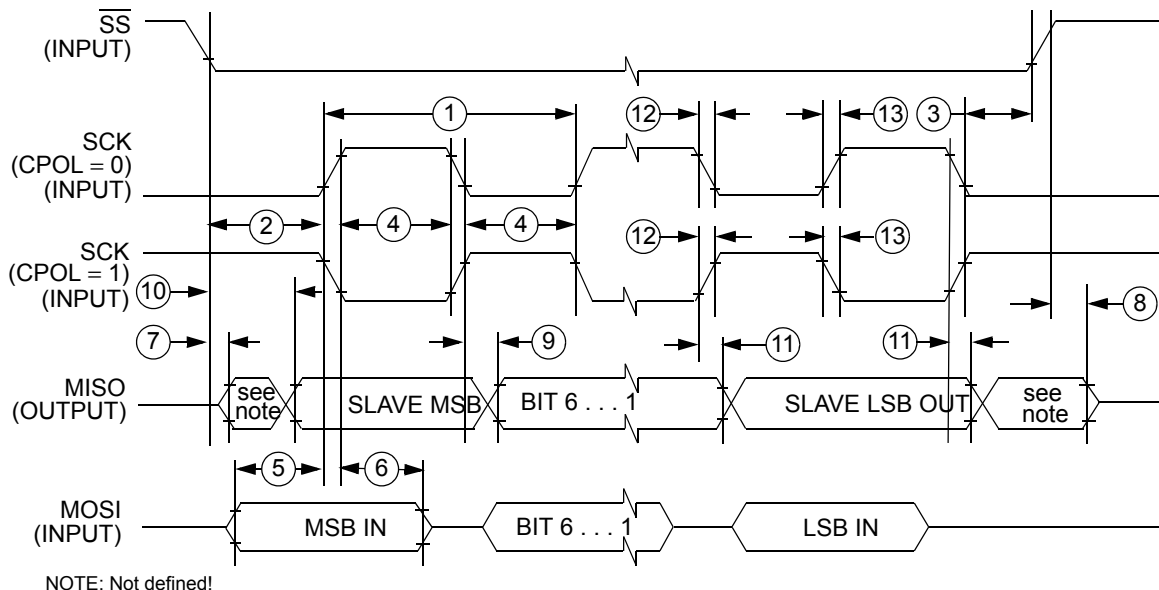 SS
(INPUT)
1
12
13
3
SCK
(CPOL = 0)
(INPUT)
2
4
4
12
13
SCK
(CPOL = 1)
(INPUT)
10
8
7
9
11
11
MISO
(OUTPUT)
see
note
SLAVE MSB
BIT 6 . . . 1
SLAVE LSB OUT
see
note
5
6
MOSI
(INPUT)
MSB IN
BIT 6 . . . 1
LSB IN
NOTE: Not defined!